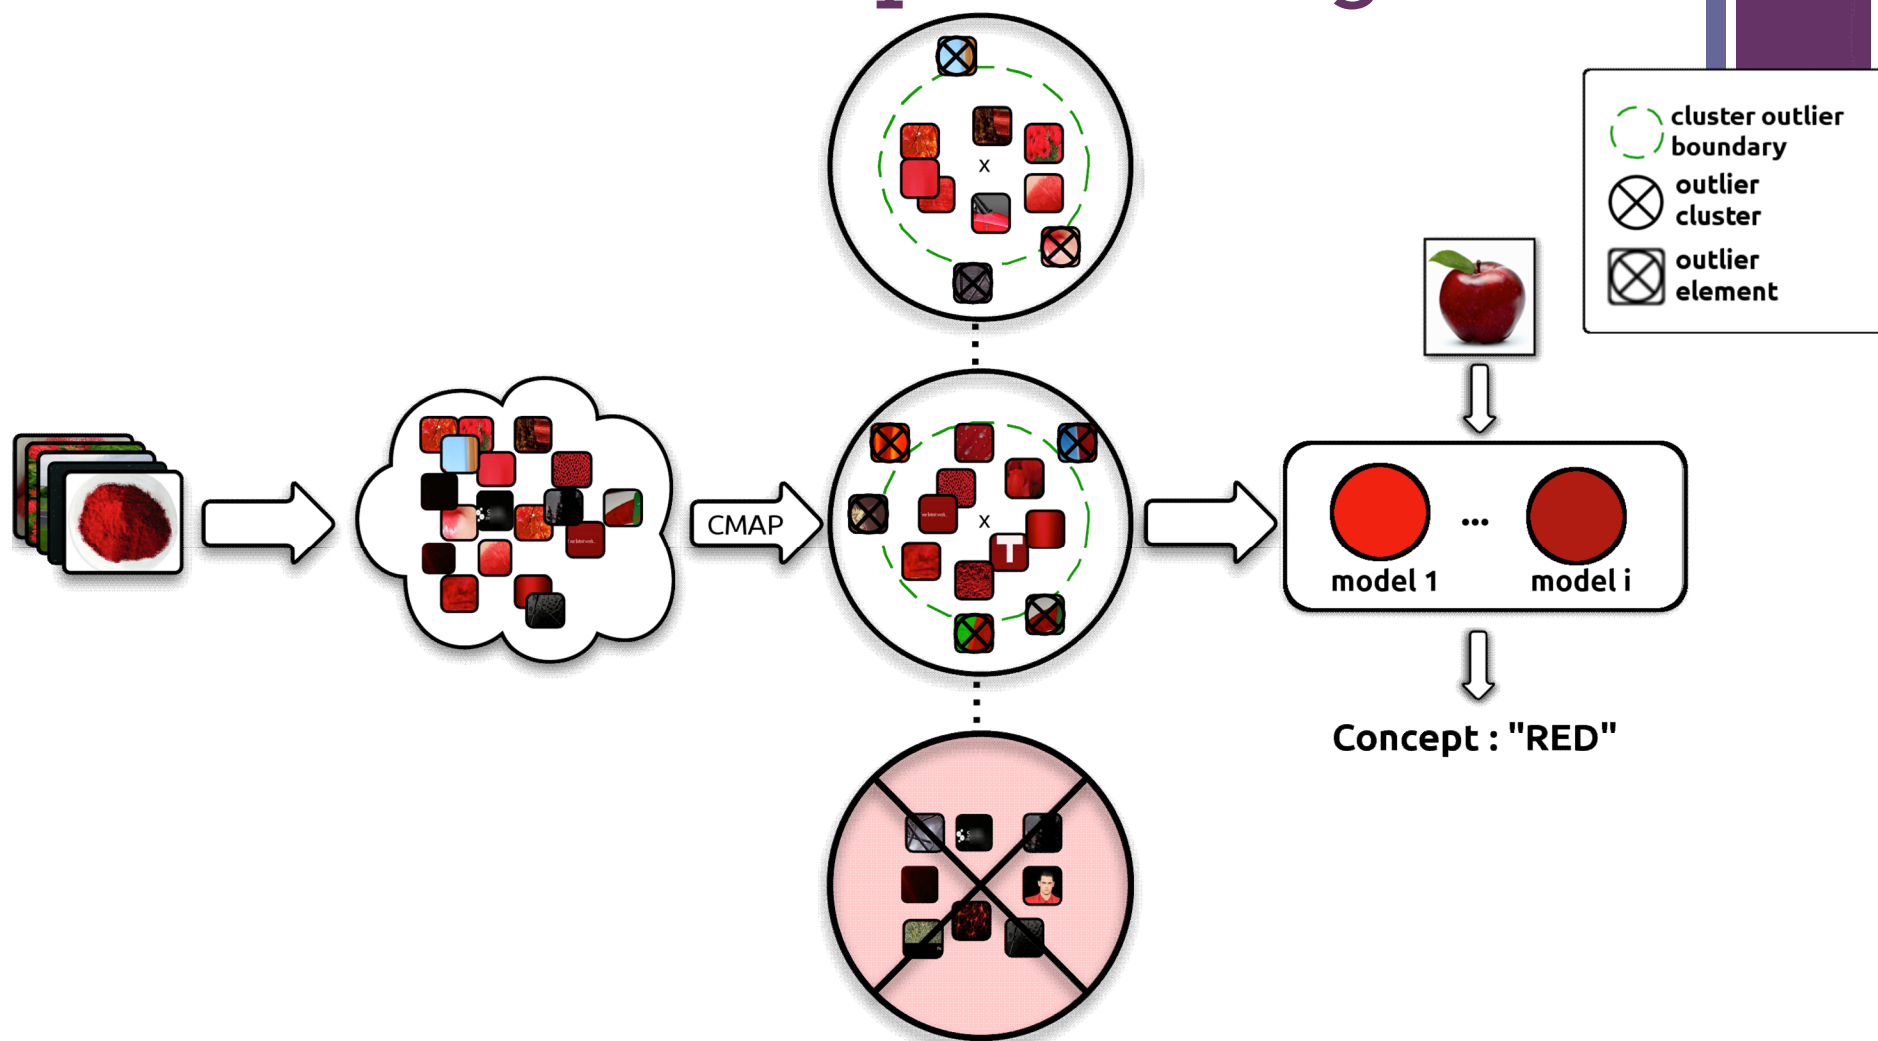 cluster outlier
boundary
outlier
cluster
outlier
element
x
CMAP
x
T
model 1
...
model i
Concept : "RED"